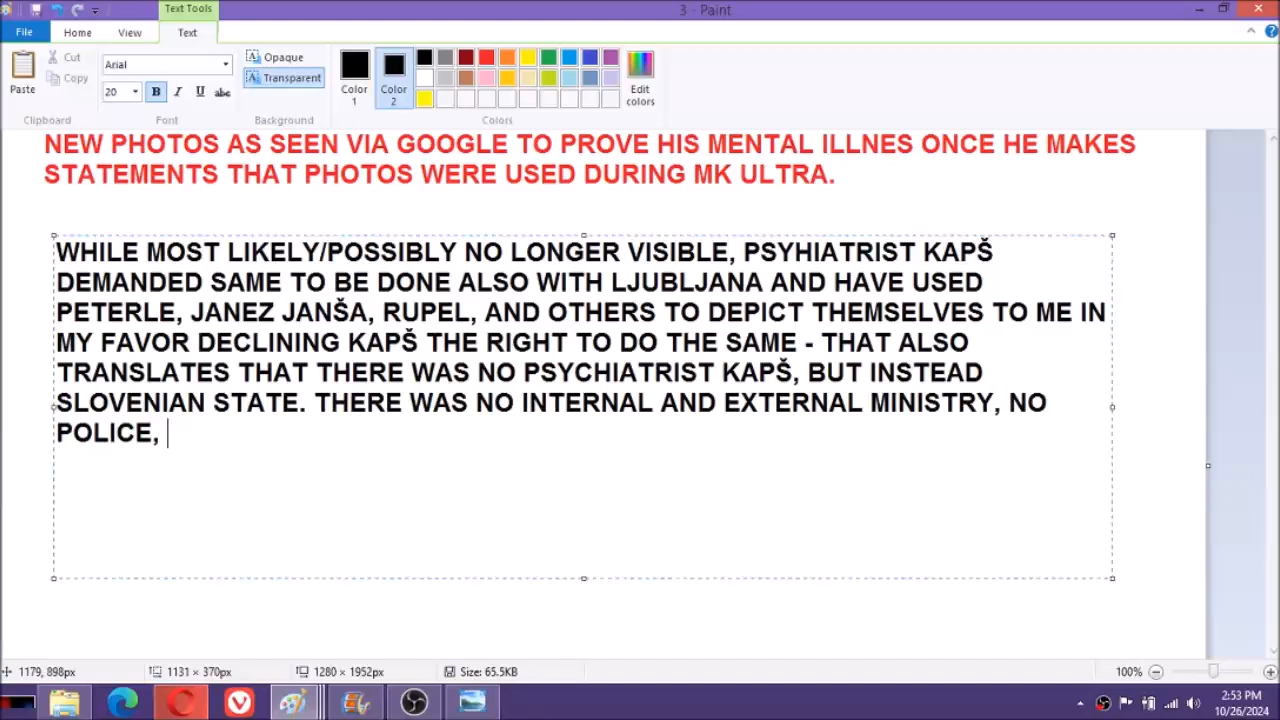 Text Tools
3 - Paint
File
Home
View
Text
Paste
Cut
Copy
Clipboard
Arial
20
B
I
U
abc
Font
Opaque
Transparent
Background
Color 1
Color 2
Edit colors
Colors
NEW PHOTOS AS SEEN VIA GOOGLE TO PROVE HIS MENTAL ILLNES ONCE HE MAKES
STATEMENTS THAT PHOTOS WERE USED DURING MK ULTRA.
WHILE MOST LIKELY/POSSIBLY NO LONGER VISIBLE, PSYHIATRIST KAPŠ
DEMANDED SAME TO BE DONE ALSO WITH LJUBLJANA AND HAVE USED
PETERLE, JANEZ JANŠA, RUPEL, AND OTHERS TO DEPICT THEMSELVES TO ME IN
MY FAVOR DECLINING KAPŠ THE RIGHT TO DO THE SAME - THAT ALSO
TRANSLATES THAT THERE WAS NO PSYCHIATRIST KAPŠ, BUT INSTEAD
SLOVENIAN STATE. THERE WAS NO INTERNAL AND EXTERNAL MINISTRY, NO
POLICE,
1179, 898px
1131 × 370px
1280 × 1952px
Size: 65.5KB
100%
2:53 PM
10/26/2024